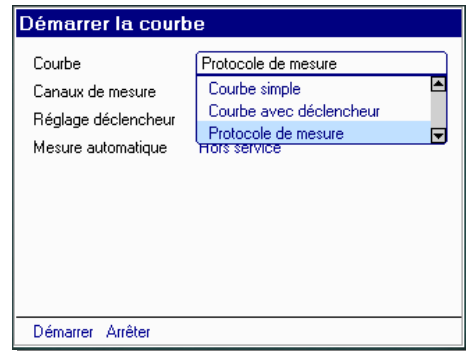 Démarrer la courbe
Courbe Protocole de mesure
Canaux de mesure Courbe simple
Réglage déclencheur Courbe avec déclencheur
Protocole de mesure
Mesure automatique Hors service
Démarrer Arrêter